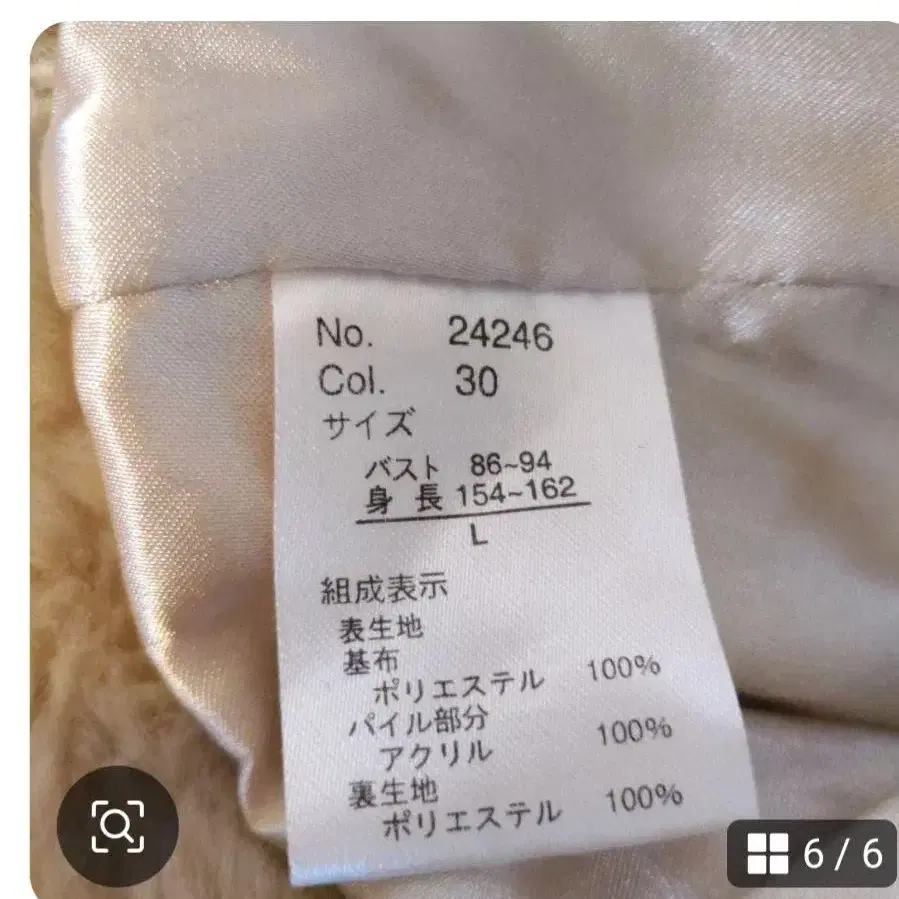 No. 24246
Col. 30
サイズ
バスト 86~94
身 長 154~162
L
組成表示
表生地
基布
ポリエステル 100%
パイル部分
アクリル 100%
裏生地
ポリエステル 100%
6 / 6